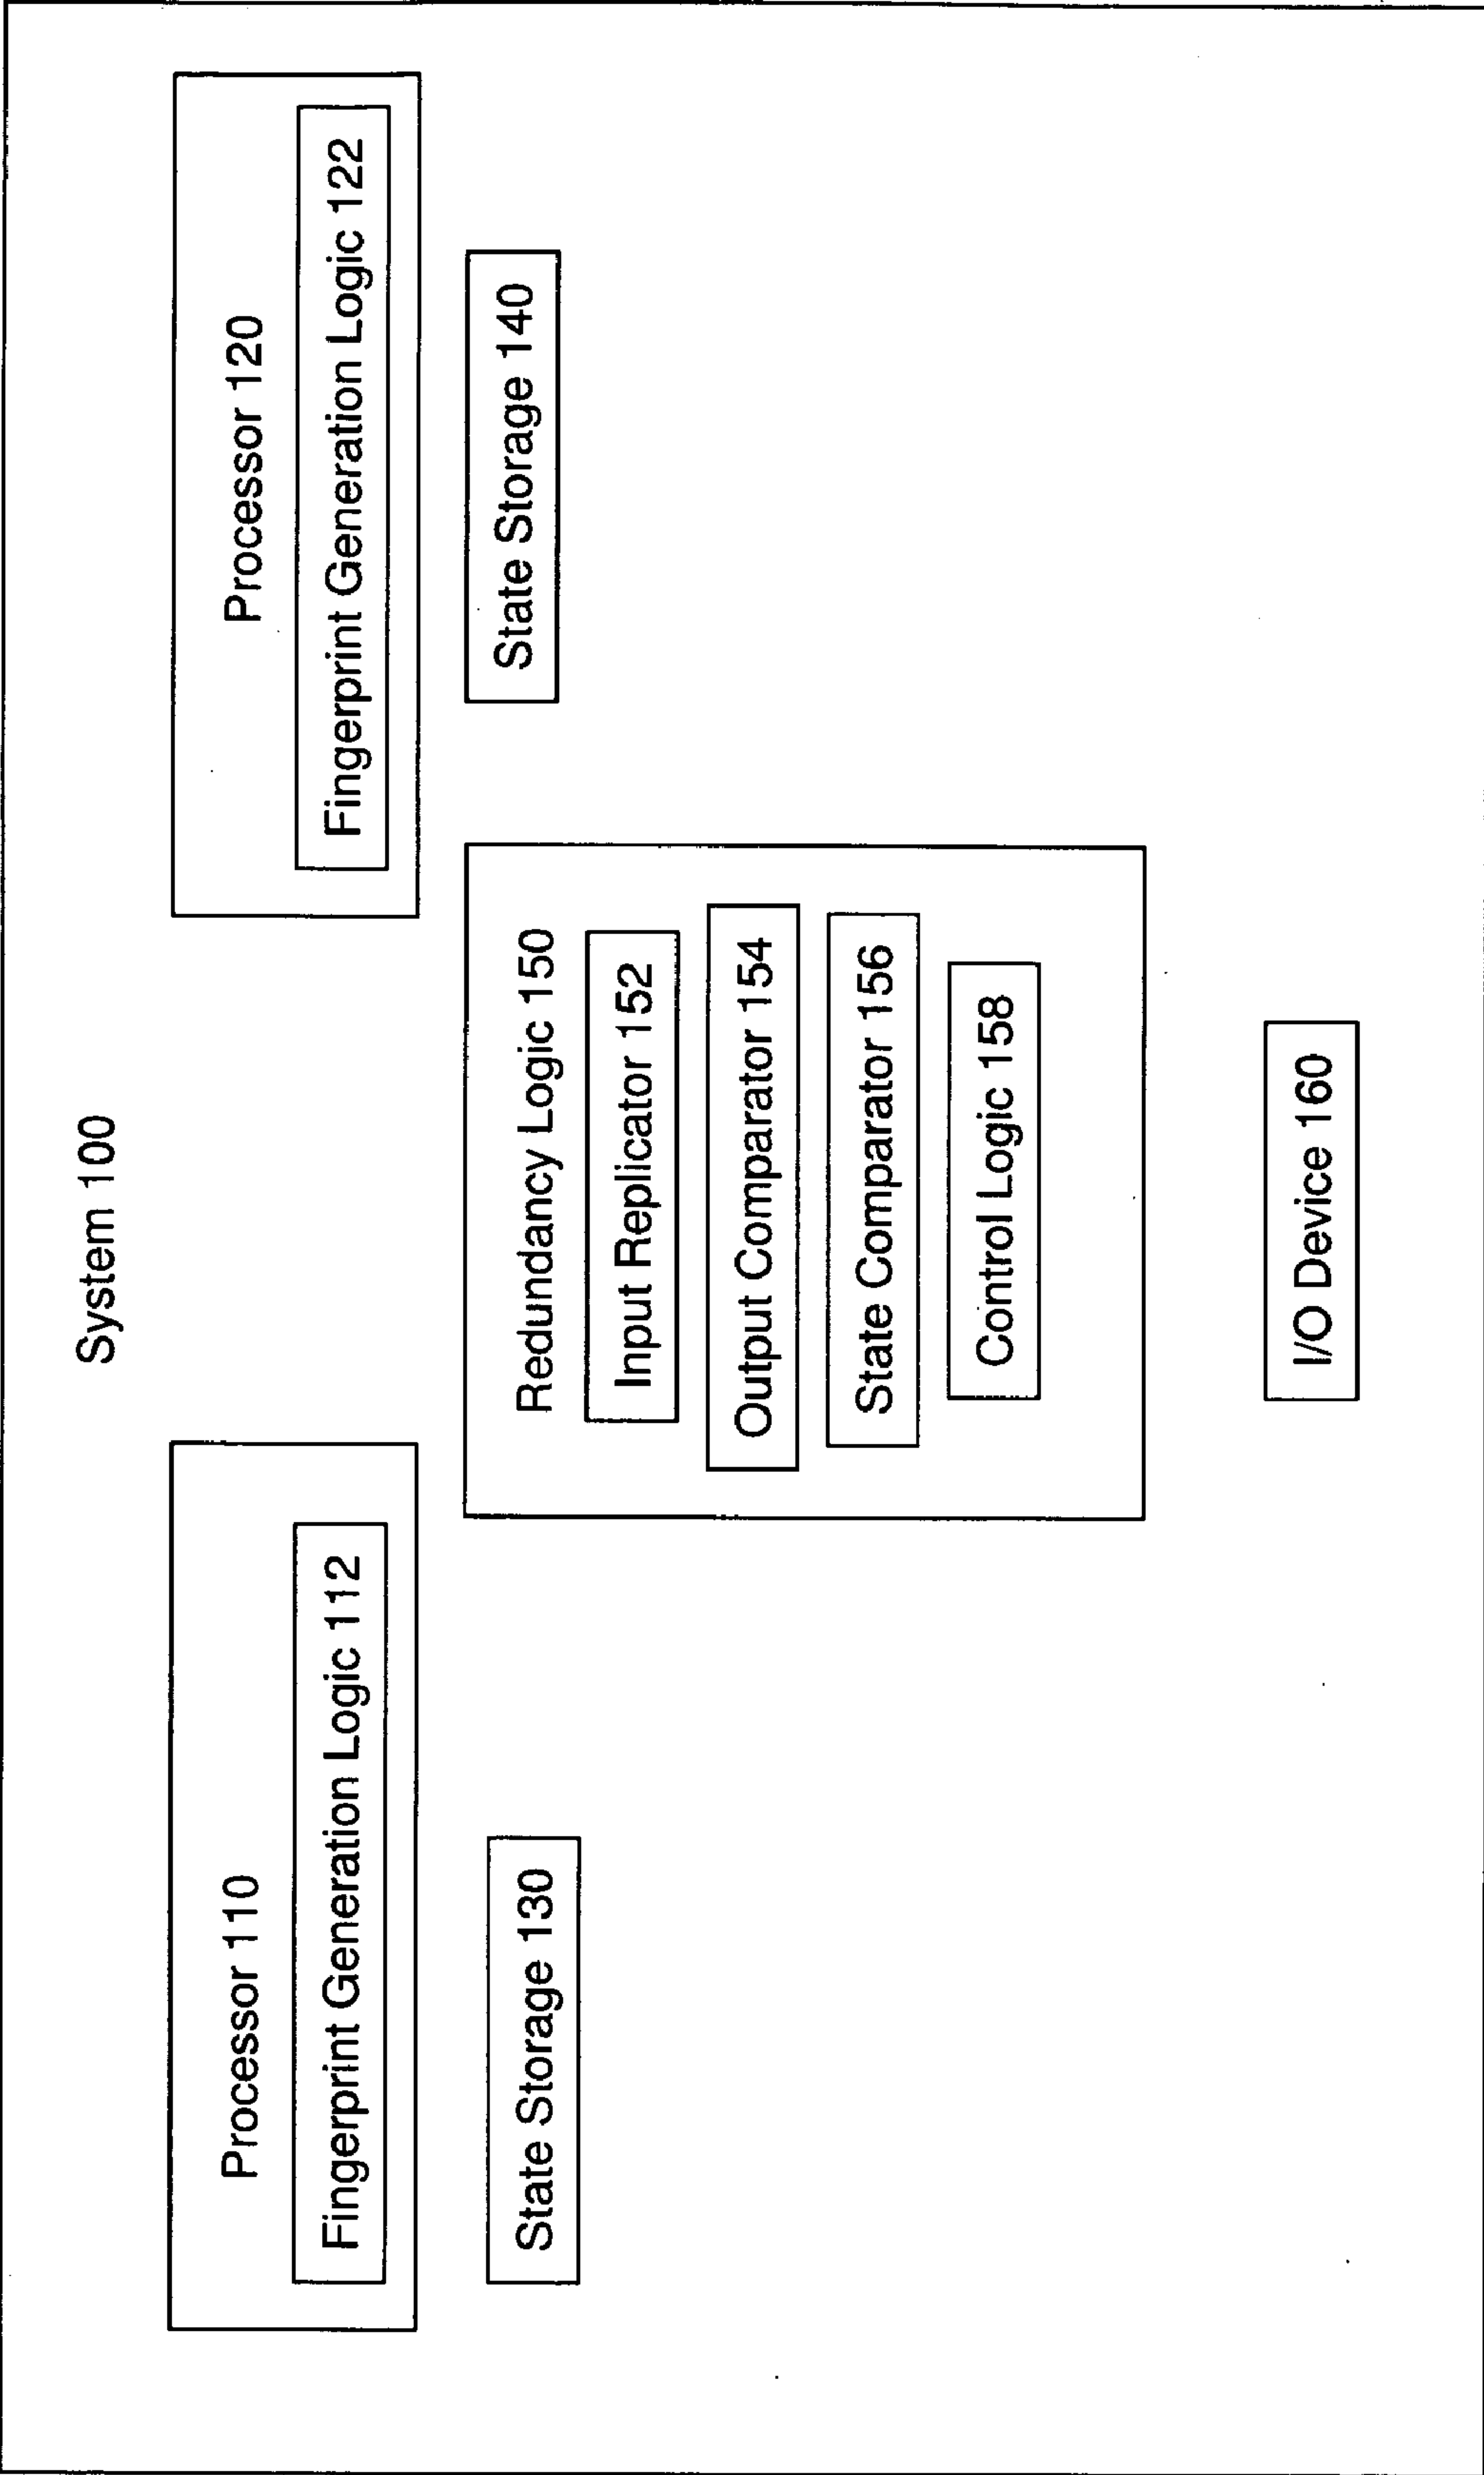 System 100
Processor 110
Fingerprint Generation Logic 112
Processor 120
Fingerprint Generation Logic 122
State Storage 130
Redundancy Logic 150
Input Replicator 152
Output Comparator 154
State Comparator 156
Control Logic 158
State Storage 140
I/O Device 160